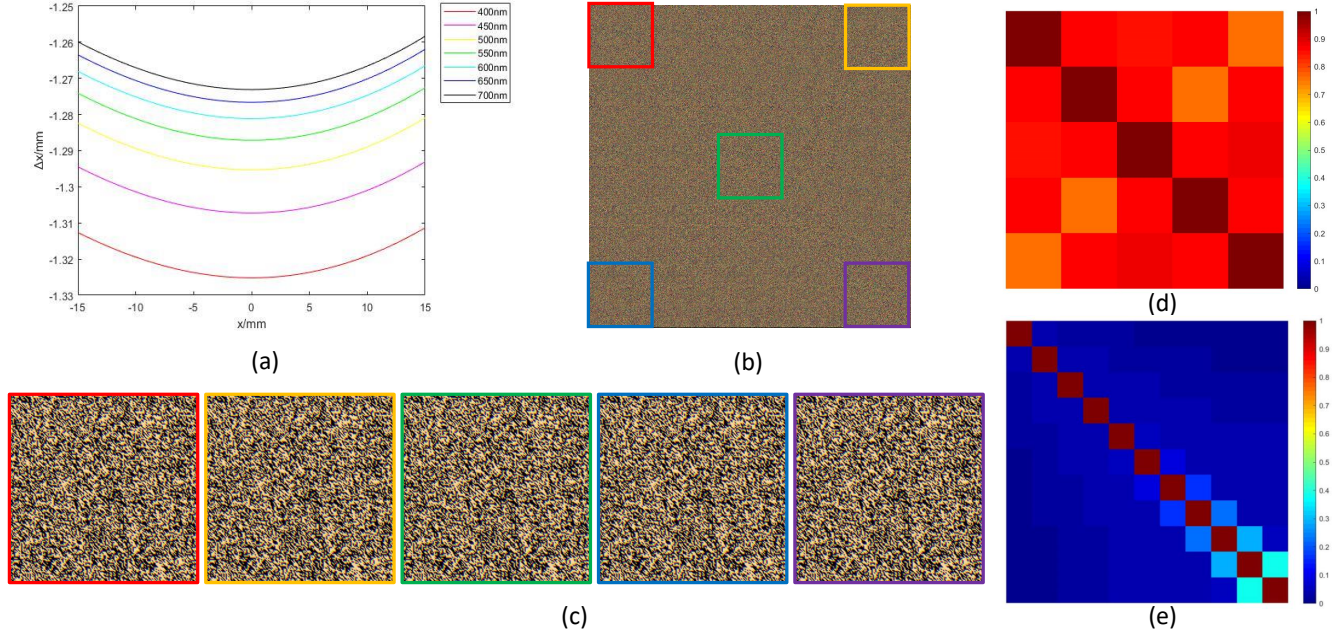 -1.25
-1.26
-1.27
-1.28
-1.29
-1.3
-1.31
-1.32
-1.33
Δx/mm
-15
-10
-5
0
5
10
15
x/mm
400nm
450nm
500nm
550nm
600nm
650nm
700nm
(a)
(b)
1
0.9
0.8
0.7
0.6
0.5
0.4
0.3
0.2
0.1
0
(d)
1
0.9
0.8
0.7
0.6
0.5
0.4
0.3
0.2
0.1
0
(c)
(e)